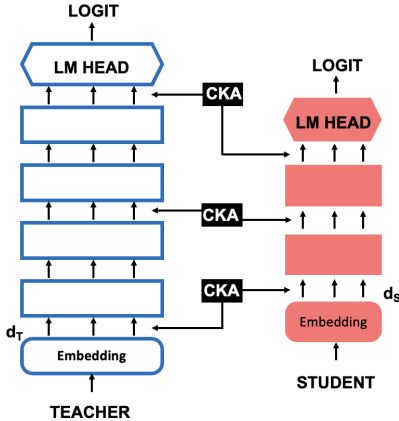 LOGIT
LM HEAD
CKA
LOGIT
LM HEAD
CKA
CKA
dT
dS
Embedding
Embedding
TEACHER
STUDENT